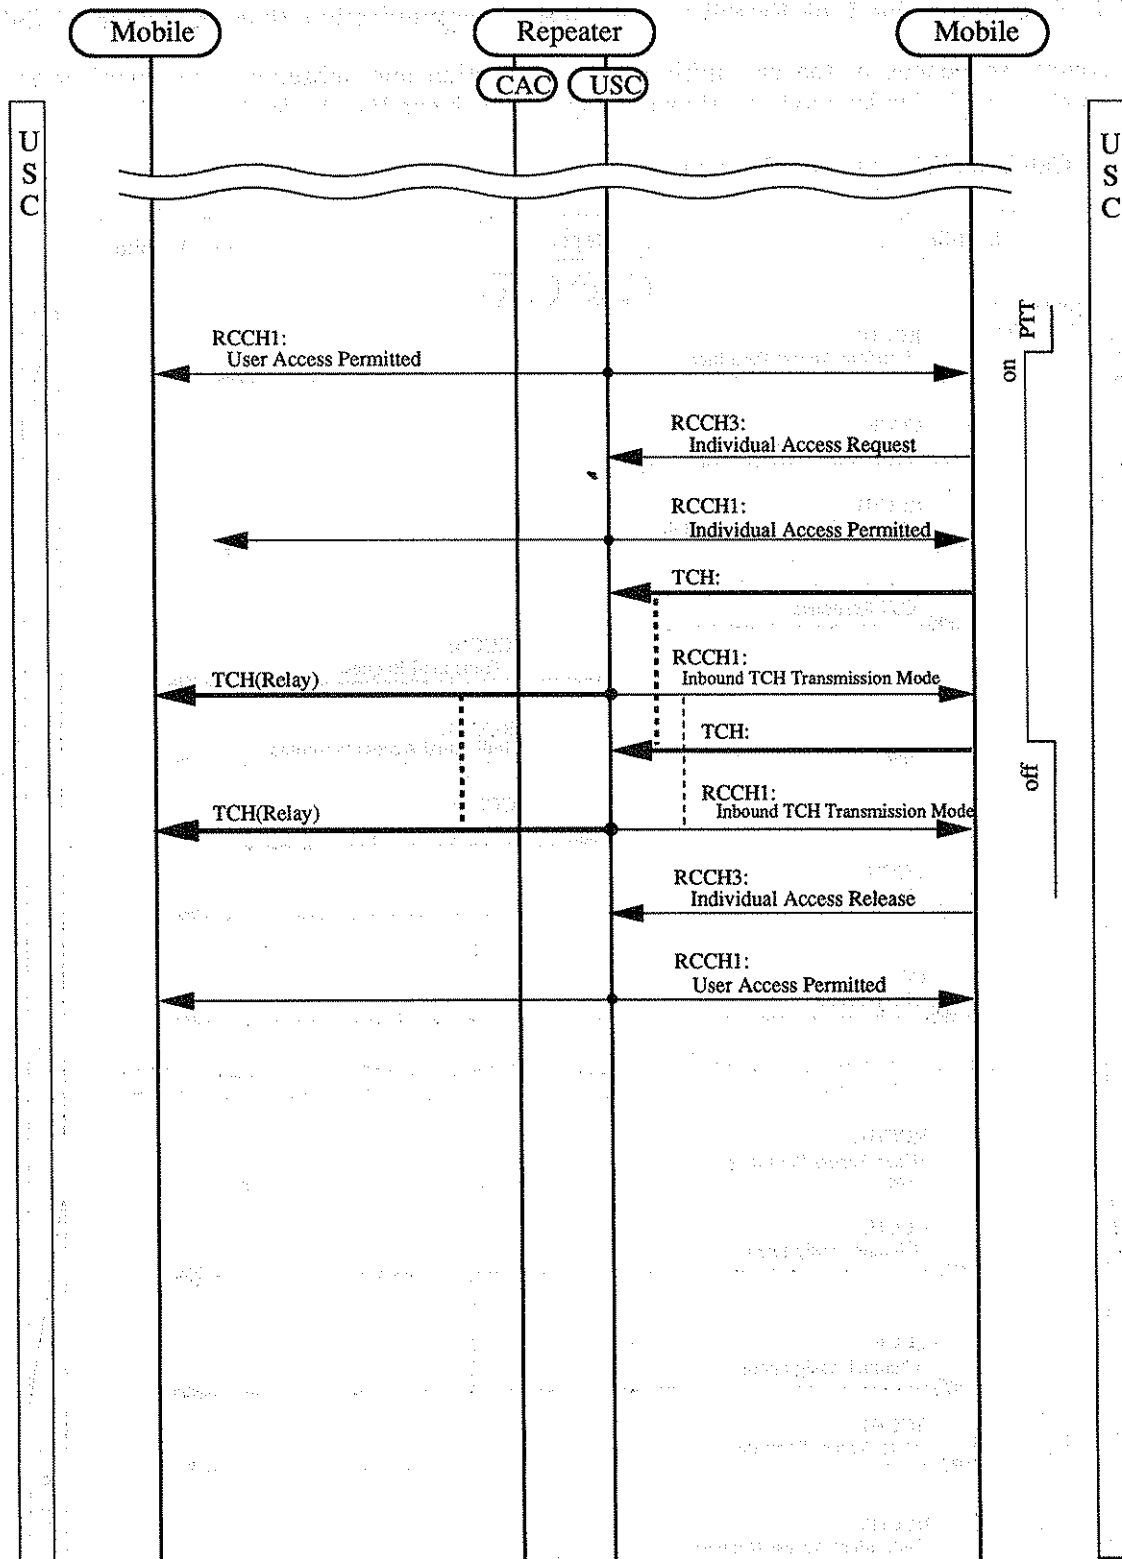 Mobile
Repeater
Mobile
CAC
USC
USC
USC
PTT
on
RCCH1:
User Access Permitted
RCCH3:
Individual Access Request
RCCH1:
Individual Access Permitted
TCH:
TCH(Relay)
RCCH1:
Inbound TCH Transmission Mode
TCH:
off
TCH(Relay)
RCCH1:
Inbound TCH Transmission Mode
RCCH3:
Individual Access Release
RCCH1:
User Access Permitted